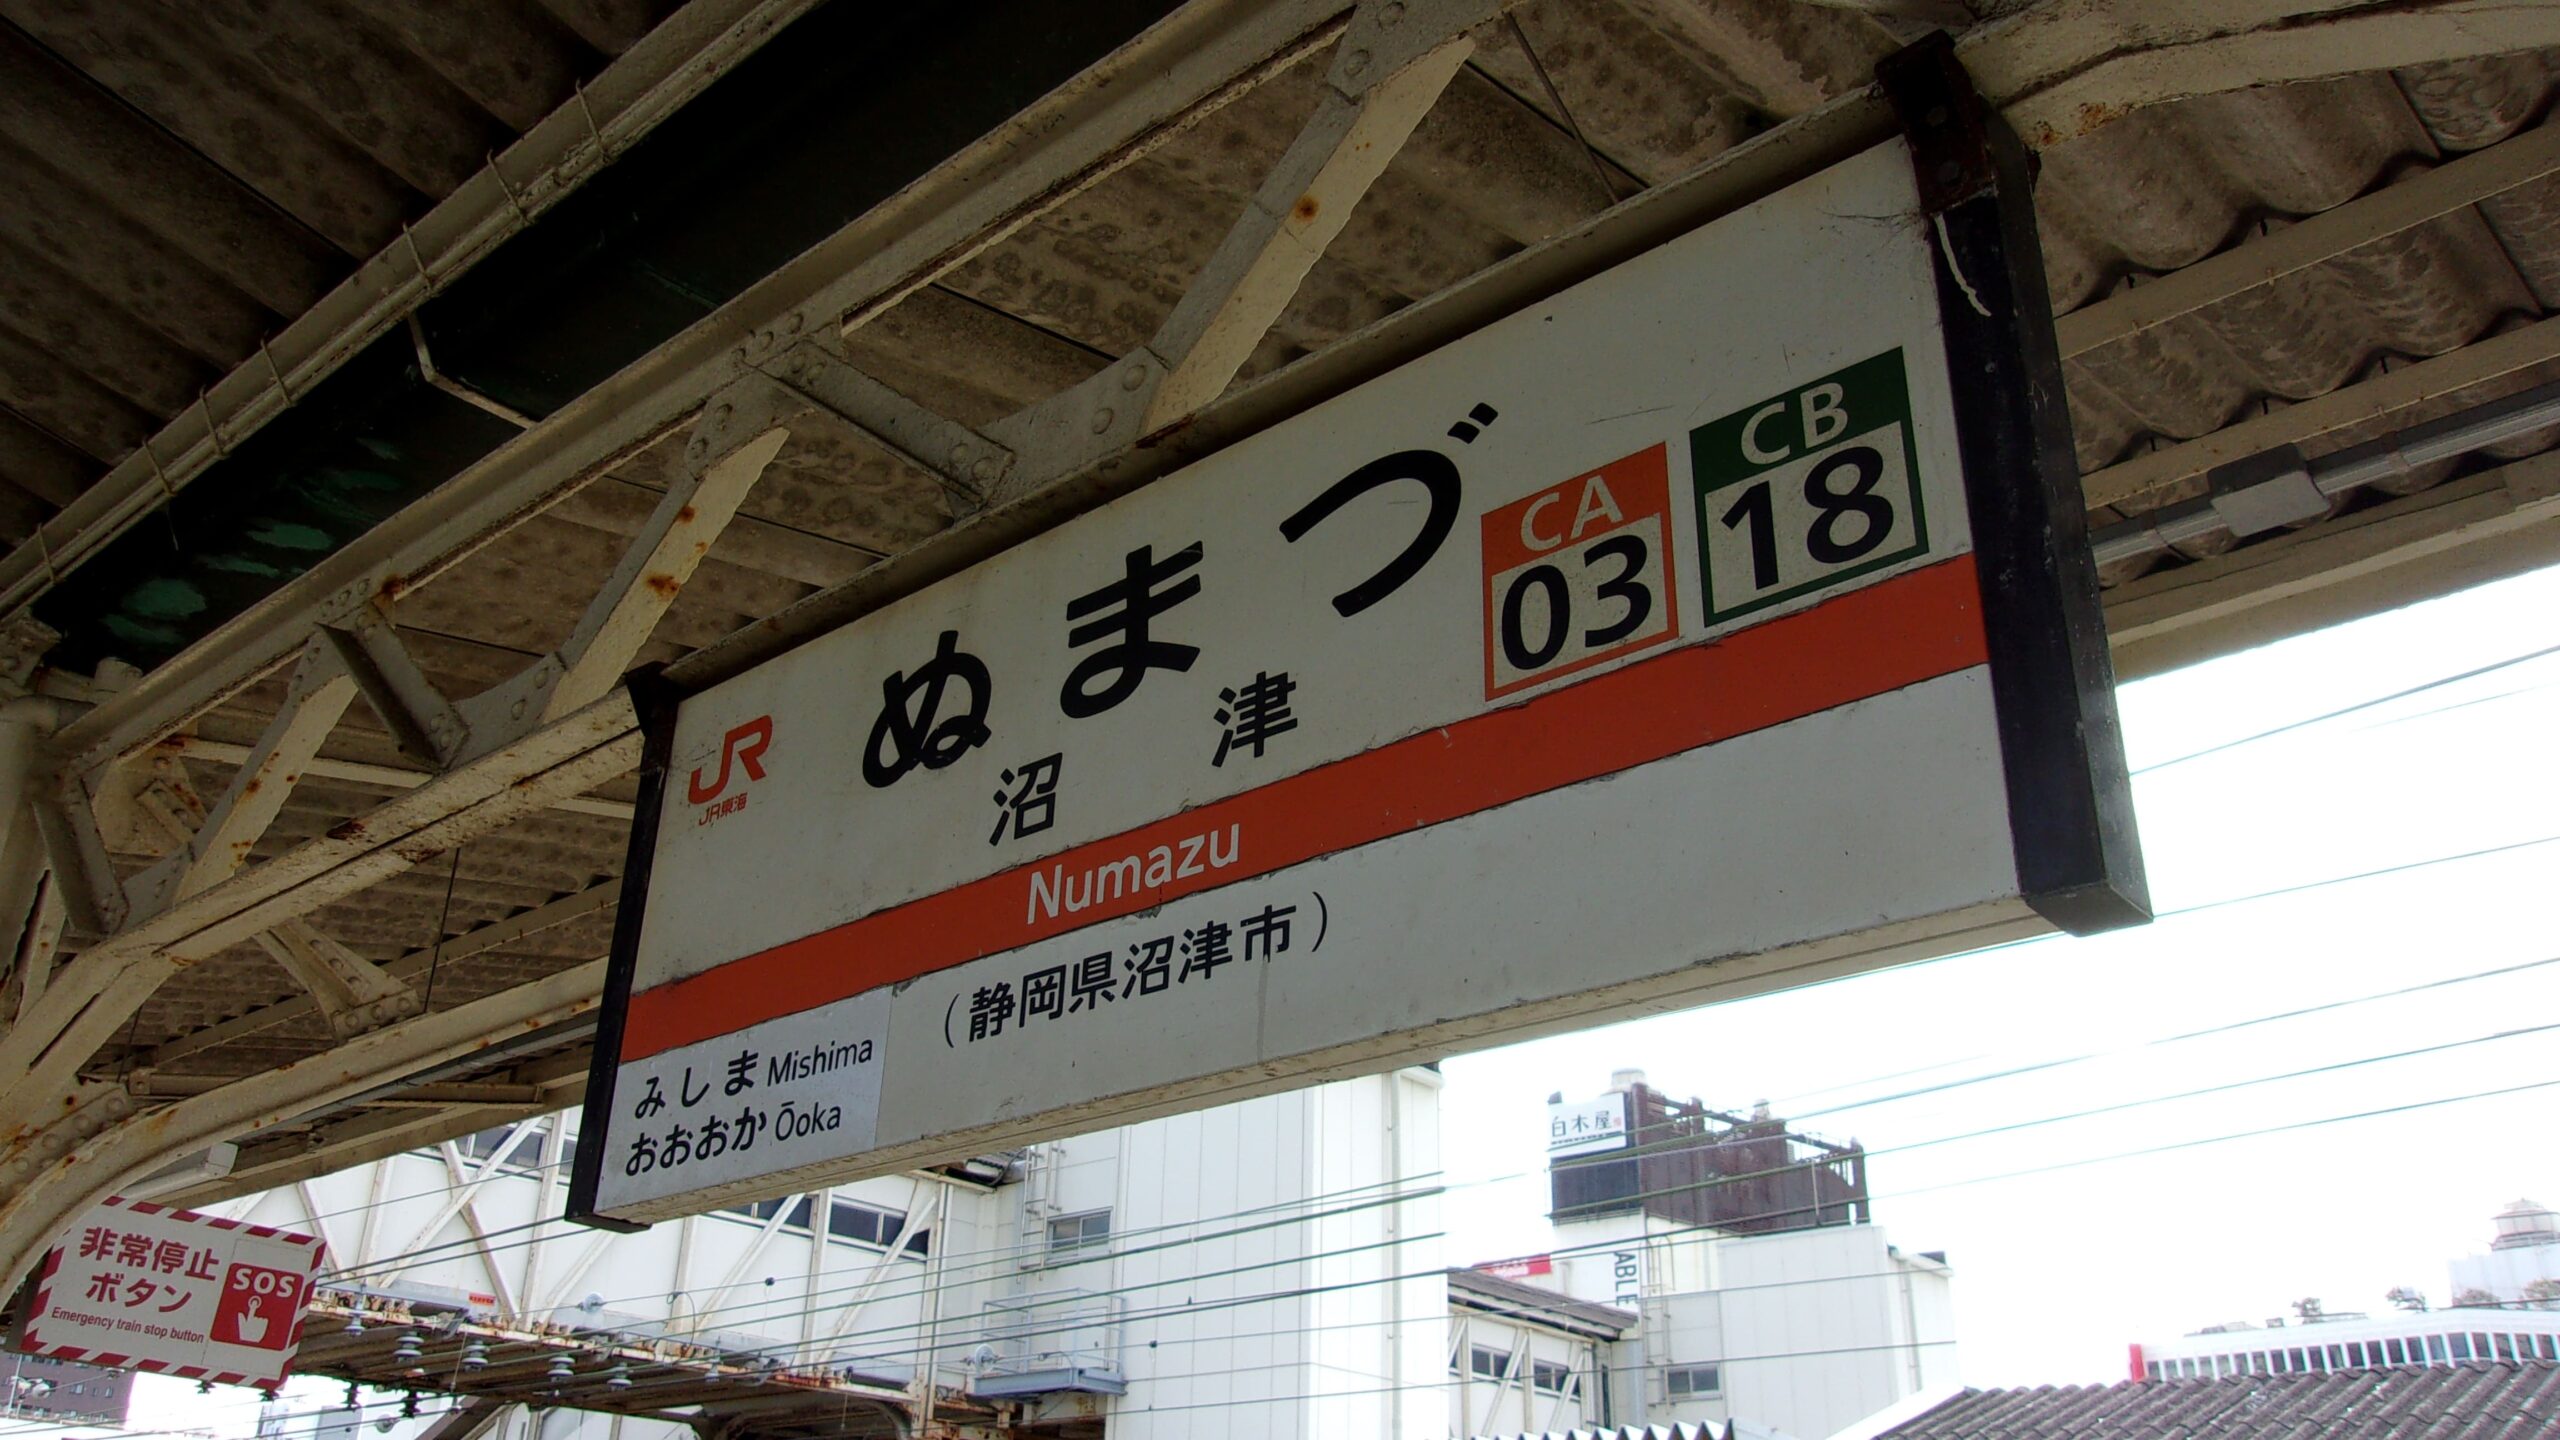 JR
JR東海
ぬまづ
CA
03
CB
18
沼津
Numazu
(静岡県沼津市)
みしま Mishima
おおおか Ōoka
非常停止
ボタン
Emergency train stop button
SOS
白木屋
ABLE